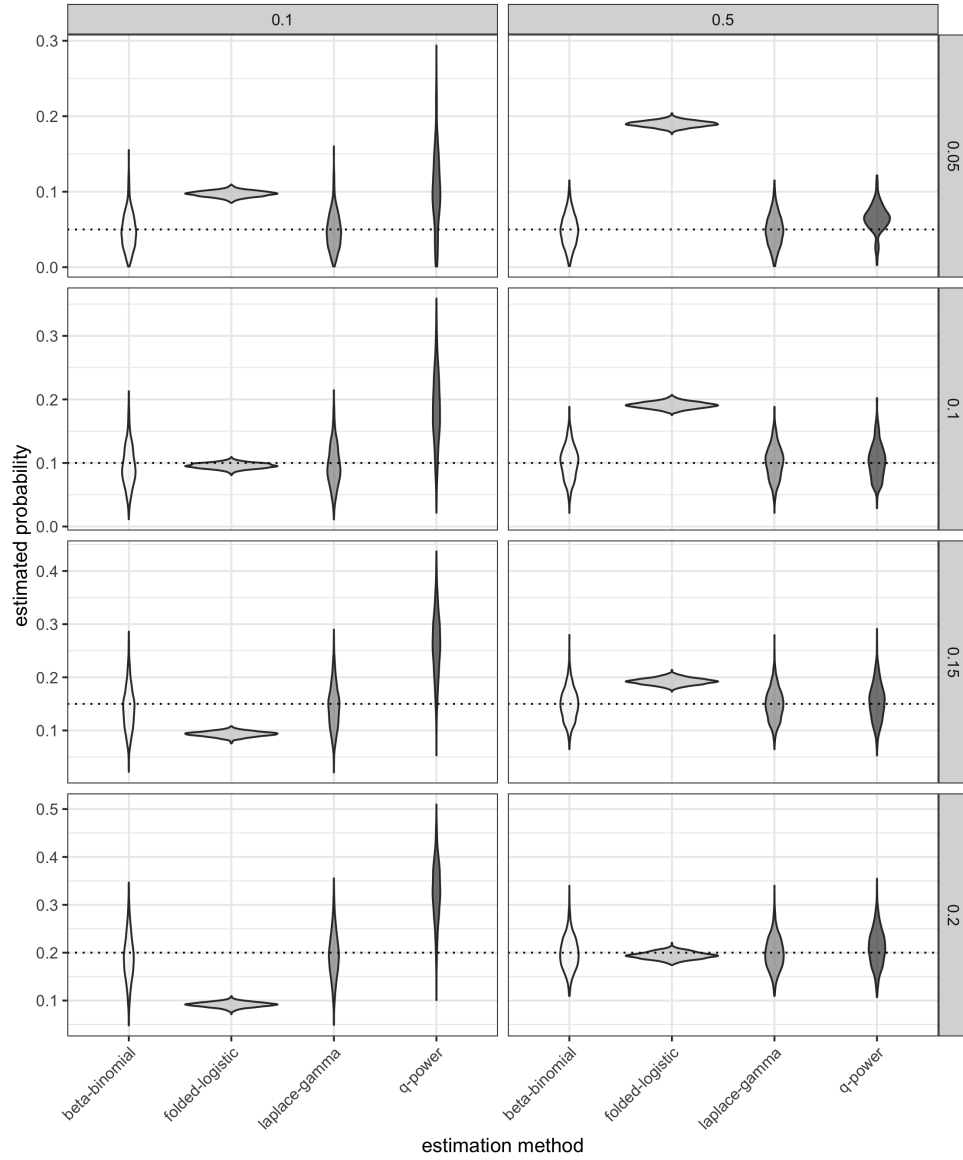 0.1
0.5
0.3
0.2
0.1
0.0
0.05
0.3
0.2
0.1
0.0
0.1
0.4
0.3
0.2
0.1
0.15
0.5
0.4
0.3
0.2
0.1
0.2
estimated probability
beta-binomial
folded-logistic
laplace-gamma
q-power
beta-binomial
folded-logistic
laplace-gamma
q-power
estimation method